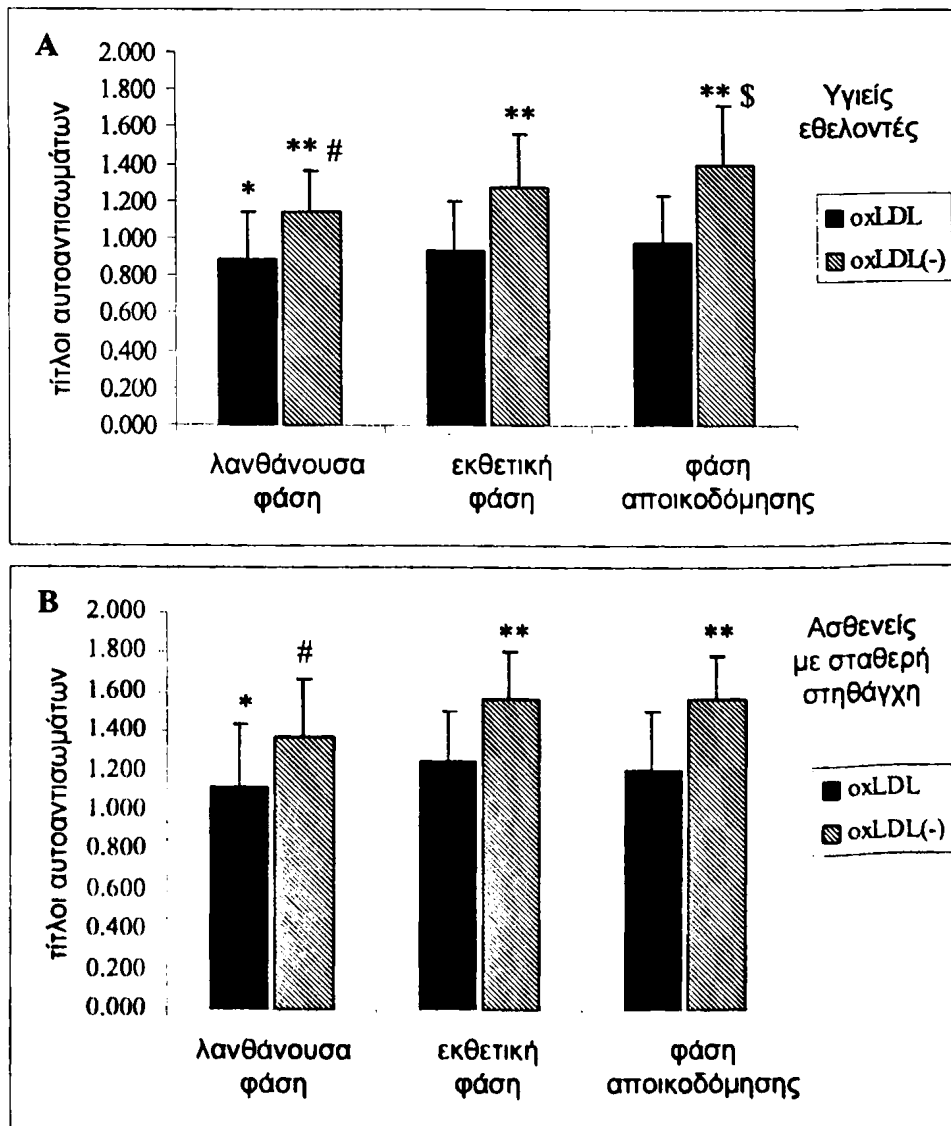 A
τίτλοι αυτοαντισωμάτων
2.000
1.800
1.600
1.400
1.200
1.000
0.800
0.600
0.400
0.200
0.000
*
** #
**
** $
Υγιείς
εθελοντές
oxLDL
oxLDL(-)
λανθάνουσα
φάση
εκθετική
φάση
φάση
αποικοδόμησης
B
τίτλοι αυτοαντισωμάτων
2.000
1.800
1.600
1.400
1.200
1.000
0.800
0.600
0.400
0.200
0.000
*
#
**
**
Ασθενείς
με σταθερή
στηθάγχη
oxLDL
oxLDL(-)
λανθάνουσα
φάση
εκθετική
φάση
φάση
αποικοδόμησης